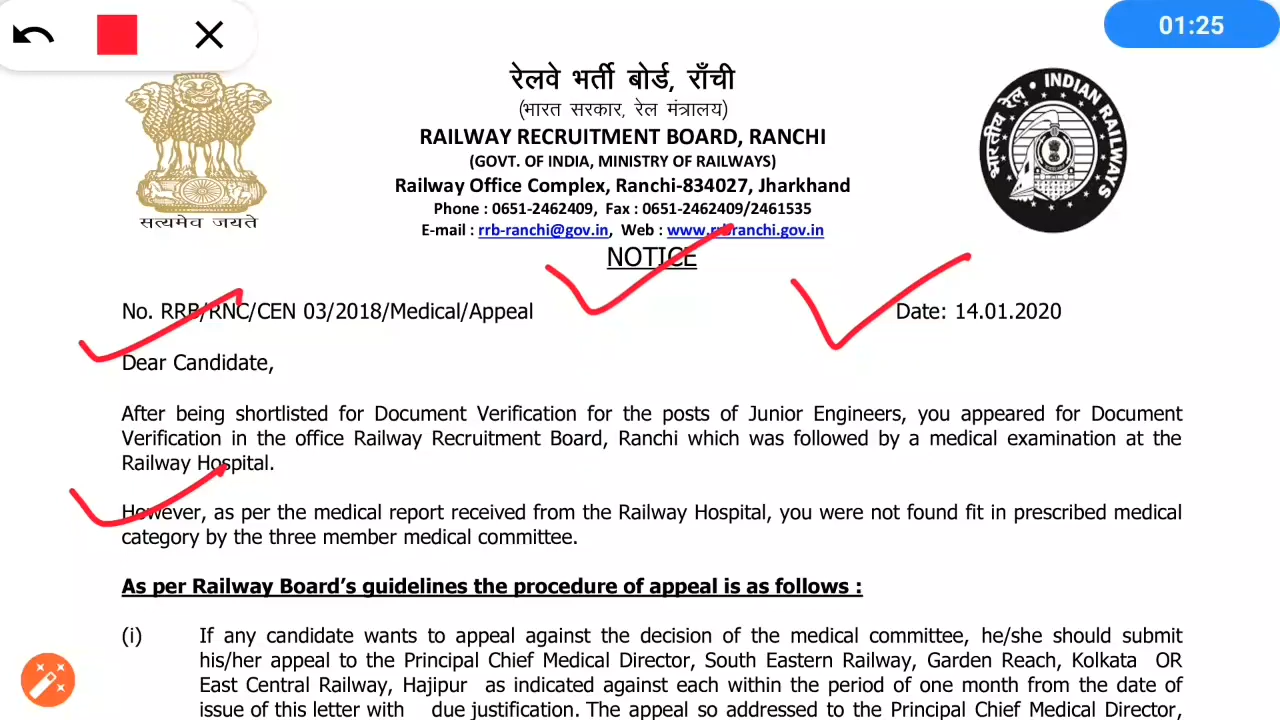 01:25
रेलवे भर्ती बोर्ड, राँची
(भारत सरकार, रेल मंत्रालय)
RAILWAY RECRUITMENT BOARD, RANCHI
(GOVT. OF INDIA, MINISTRY OF RAILWAYS)
Railway Office Complex, Ranchi-834027, Jharkhand
Phone : 0651-2462409, Fax : 0651-2462409/2461535
E-mail : rrb-ranchi@gov.in, Web : www.rrbranchi.gov.in
सत्यमेव जयते
भारतीय रेल • INDIAN RAILWAYS
NOTICE
No. RRB/RNC/CEN 03/2018/Medical/Appeal Date: 14.01.2020
Dear Candidate,
After being shortlisted for Document Verification for the posts of Junior Engineers, you appeared for Document
Verification in the office Railway Recruitment Board, Ranchi which was followed by a medical examination at the
Railway Hospital.
However, as per the medical report received from the Railway Hospital, you were not found fit in prescribed medical
category by the three member medical committee.
As per Railway Board's guidelines the procedure of appeal is as follows :
(i) If any candidate wants to appeal against the decision of the medical committee, he/she should submit
his/her appeal to the Principal Chief Medical Director, South Eastern Railway, Garden Reach, Kolkata OR
East Central Railway, Hajipur as indicated against each within the period of one month from the date of
issue of this letter with due justification. The appeal so addressed to the Principal Chief Medical Director,